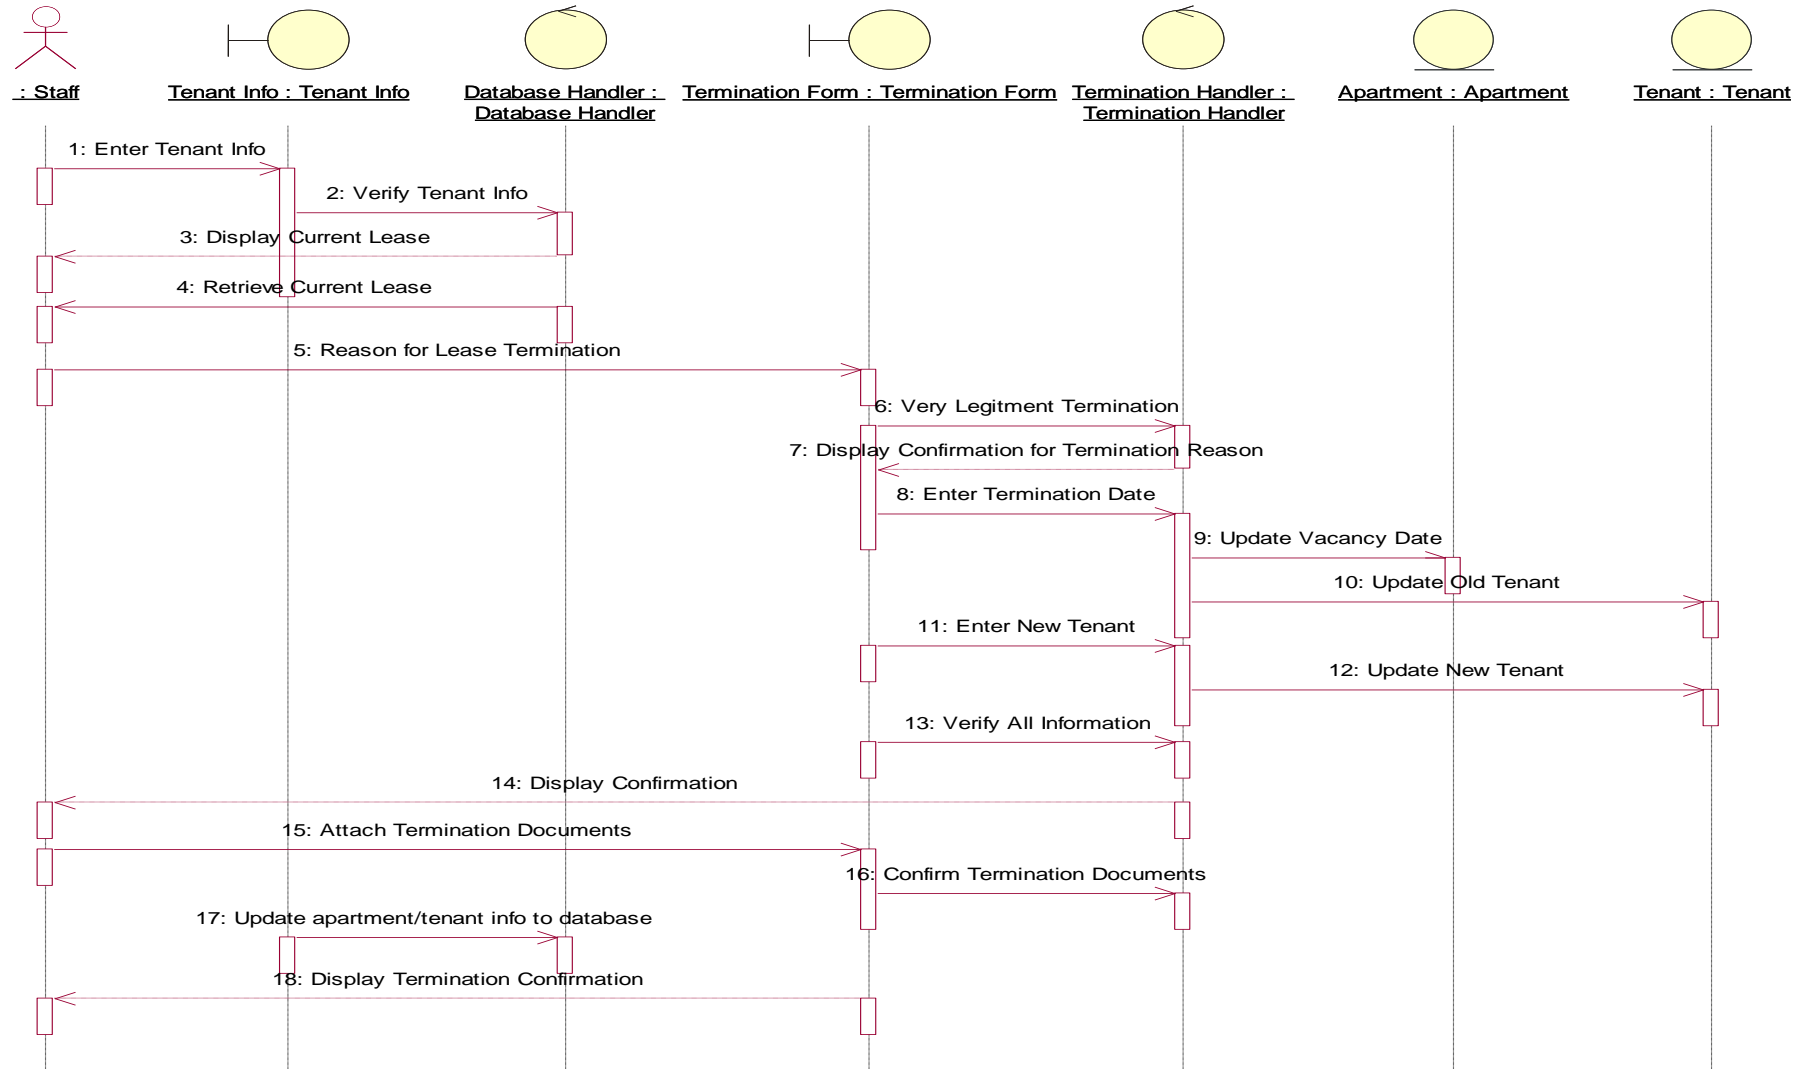 : Staff
Tenant Info : Tenant Info
Database Handler :
Database Handler
Termination Form : Termination Form
Termination Handler :
Termination Handler
Apartment : Apartment
Tenant : Tenant
1: Enter Tenant Info
2: Verify Tenant Info
3: Display Current Lease
4: Retrieve Current Lease
5: Reason for Lease Termination
6: Very Legitment Termination
7: Display Confirmation for Termination Reason
8: Enter Termination Date
9: Update Vacancy Date
10: Update Old Tenant
11: Enter New Tenant
12: Update New Tenant
13: Verify All Information
14: Display Confirmation
15: Attach Termination Documents
16: Confirm Termination Documents
17: Update apartment/tenant info to database
18: Display Termination Confirmation